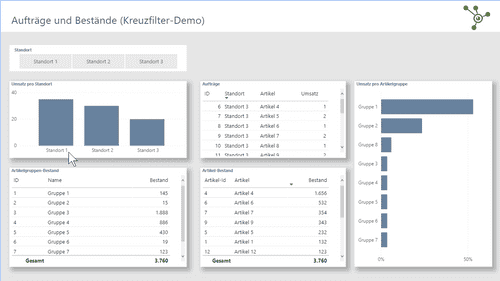 Aufträge und Bestände (Kreuzfilter-Demo)
Standort
Standort 1 Standort 2 Standort 3
Umsatz pro Standort
40
20
0
Standort 1 Standort 2 Standort 3
Aufträge
ID Standort Artikel Umsatz
6 Standort 3 Artikel 4 1
7 Standort 3 Artikel 5 2
8 Standort 3 Artikel 6 1
9 Standort 3 Artikel 7 2
10 Standort 3 Artikel 8 1
11 Standort 3 Artikel 9 1
Umsatz pro Artikelgruppe
Gruppe 1
Gruppe 2
Gruppe 8
Gruppe 3
Gruppe 4
Gruppe 5
Gruppe 6
Gruppe 7
0% 50%
Artikelgruppen-Bestand
ID Name Bestand
1 Gruppe 1 145
2 Gruppe 2 15
3 Gruppe 3 1.888
4 Gruppe 4 686
5 Gruppe 5 430
6 Gruppe 6 19
7 Gruppe 7 123
Gesamt 3.760
Artikel-Bestand
Artikel-Id Artikel Bestand
4 Artikel 4 1.656
6 Artikel 6 532
7 Artikel 7 354
9 Artikel 9 343
5 Artikel 5 232
1 Artikel 1 132
12 Artikel 12 123
Gesamt 3.760